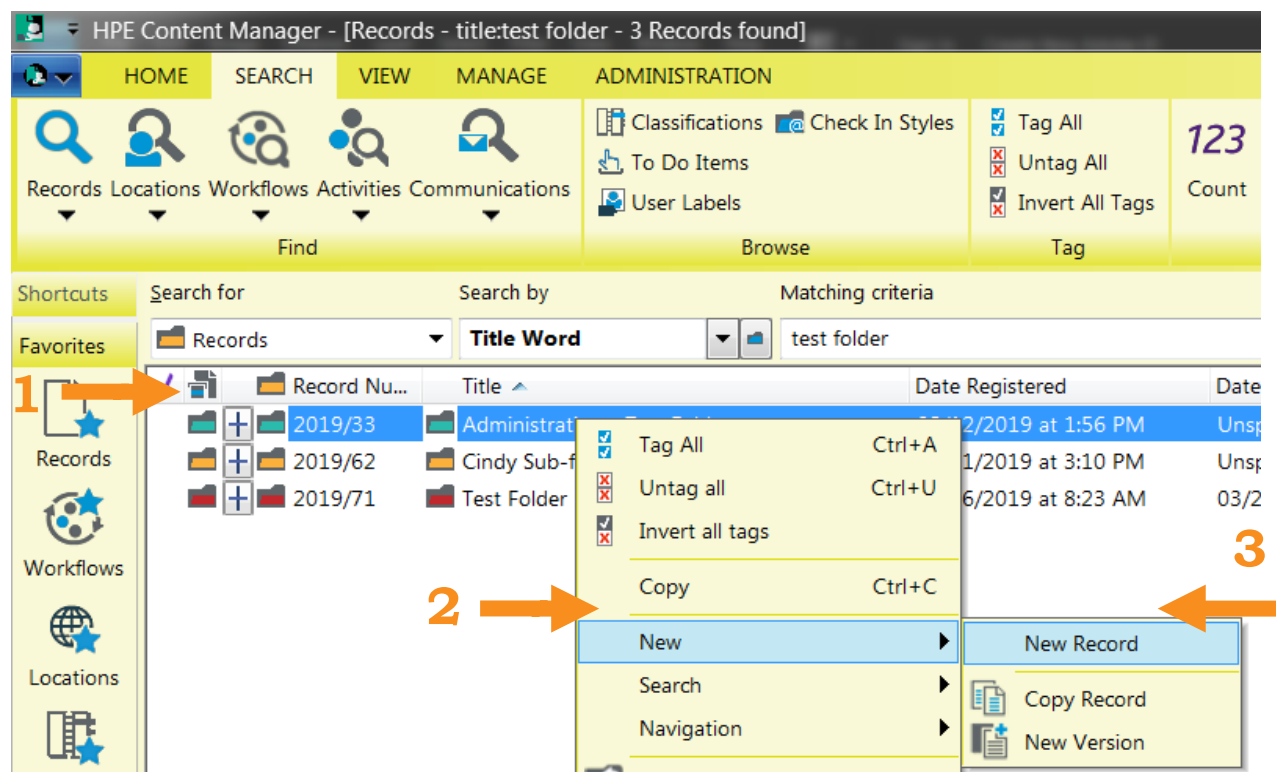 HPE Content Manager - [Records - title:test folder - 3 Records found]
HOME SEARCH VIEW MANAGE ADMINISTRATION
Classifications Check In Styles Tag All 123
To Do Items Untag All
Records Locations Workflows Activities Communications User Labels Invert All Tags Count
Find Browse Tag
Shortcuts Search for Search by Matching criteria
Favorites Records Title Word test folder
1 Record Nu... Title Date Registered Date
2019/33 Administrat 2/2019 at 1:56 PM Unsp
Tag All Ctrl+A
Records 2019/62 Cindy Sub-f 1/2019 at 3:10 PM Unsp
Untag all Ctrl+U
2019/71 Test Folder 6/2019 at 8:23 AM 03/2
Invert all tags
3
Workflows
Copy Ctrl+C
2
New New Record
Locations
Search Copy Record
Navigation New Version